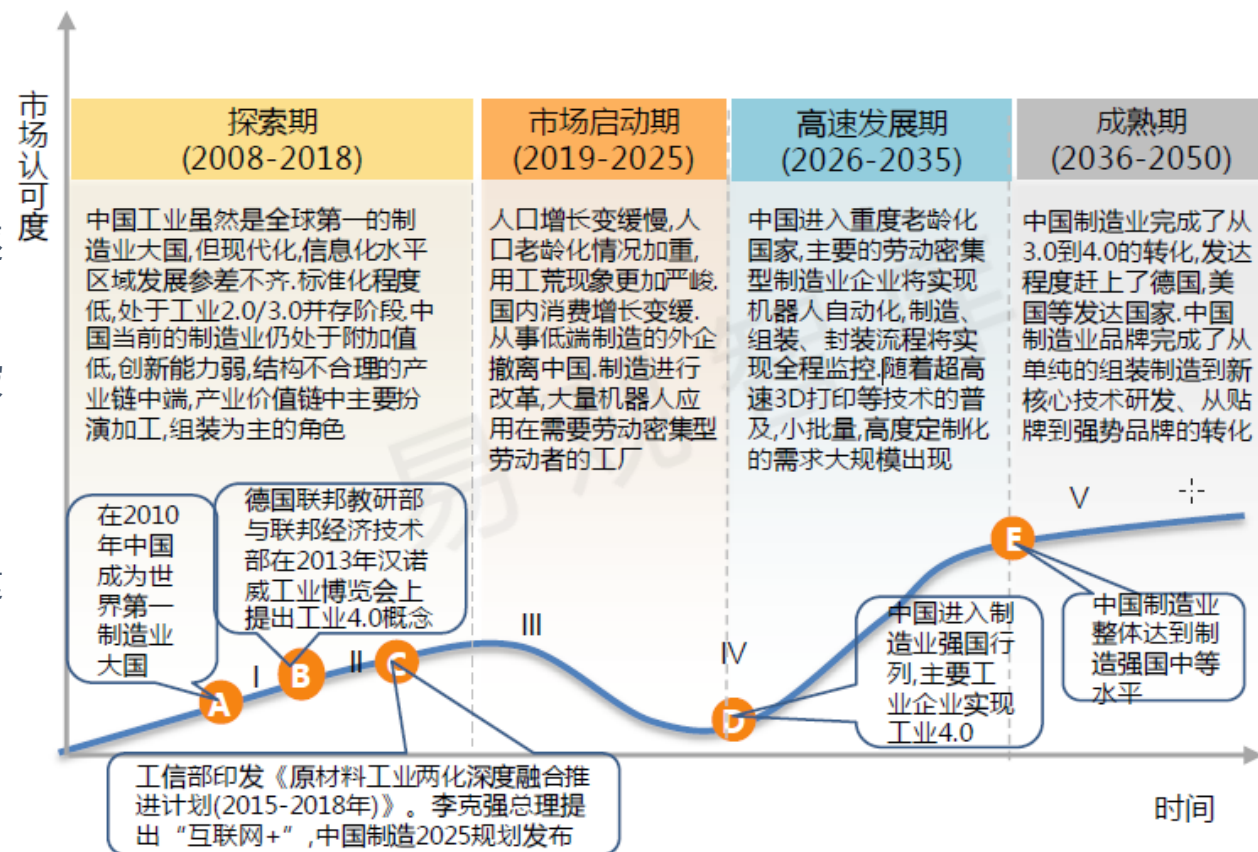 市场认可度
探索期
(2008-2018)
中国工业虽然是全球第一的制
造业大国,但现代化,信息化水平
区域发展参差不齐.标准化程度
低,处于工业2.0/3.0并存阶段.中
国当前的制造业仍处于附加值
低,创新能力弱,结构不合理的产
业链中端,产业价值链中主要扮
演加工,组装为主的角色
市场启动期
(2019-2025)
人口增长变缓慢,人
口老龄化情况加重,
用工荒现象更加严峻.
国内消费增长变缓.
从事低端制造的外企
撤离中国.制造进行
改革,大量机器人应
用在需要劳动密集型
劳动者的工厂
高速发展期
(2026-2035)
中国进入重度老龄化
国家,主要的劳动密集
型制造业企业将实现
机器人自动化,制造、
组装、封装流程将实
现全程监控.随着超高
速3D打印等技术的普
及,小批量,高度定制化
的需求大规模出现
成熟期
(2036-2050)
中国制造业完成了从
3.0到4.0的转化,发达
程度赶上了德国,美
国等发达国家.中国
制造业品牌完成了从
单纯的组装制造到新
核心技术研发、从贴
牌到强势品牌的转化
易观智库
在2010
年中国
成为世
界第一
制造业
大国
德国联邦教研部
与联邦经济技术
部在2013年汉诺
威工业博览会上
提出工业4.0概念
A
I
B
II
C
III
IV
D
E
V
中国进入制
造业强国行
列,主要工
业企业实现
工业4.0
中国制造业
整体达到制
造强国中等
水平
工信部印发《原材料工业两化深度融合推
进计划(2015-2018年)》。李克强总理提
出“互联网+”,中国制造2025规划发布
时间